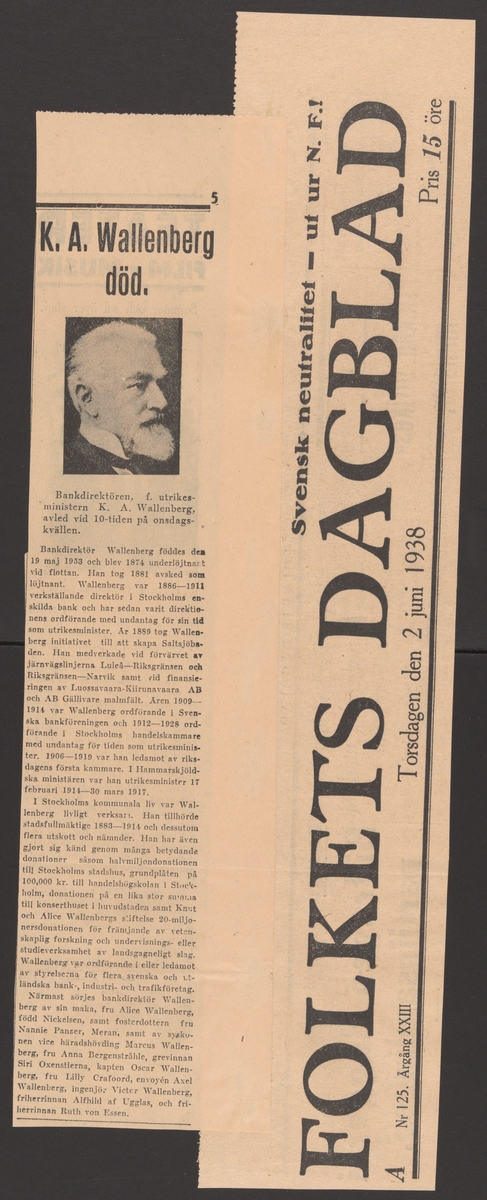 5
K. A. Wallenberg
död.
Bankdirektören, f. utrikes-
ministern K. A. Wallenberg,
avled vid 10-tiden på onsdags-
kvällen.
Bankdirektör Wallenberg föddes den
19 maj 1953 och blev 1874 underlöjtnant
vid flottan. Han tog 1881 avsked som
löjtnant. Wallenberg var 1886—1911
verkställande direktör i Stockholms en-
skilda bank och har sedan varit direktio-
nens ordförande med undantag för sin tid
som utrikesminister. År 1889 tog Wallen-
berg initiativet till att skapa Saltsjöba-
den. Han medverkade vid förvärvet av
järnvägslinjerna Luleå—Riksgränsen och
Riksgränsen—Narvik samt vid finansie-
ringen av Luossavaara-Kiirunavaara AB
och AB Gällivare malmfält. Åren 1909—
1914 var Wallenberg ordförande i Sven-
ska bankföreningen och 1912—1928 ord-
förande i Stockholms handelskammare
med undantag för tiden som utrikesminis-
ter. 1906—1919 var han ledamot av riks-
dagens första kammare. I Hammarskjöld-
ska ministären var han utrikesminister 17
februari 1914—30 mars 1917.
I Stockholms kommunala liv var Wal-
lenberg livligt verksam. Han tillhörde
stadsfullmäktige 1883—1914 och dessutom
flera utskott och nämnder. Han har även
gjort sig känd genom många betydande
donationer såsom halvmiljondonationen
till Stockholms stadshus, grundplåten på
100,000 kr. till handelshögskolan i Stock-
holm, donationen på en lika stor summa
till konserthuset i huvudstaden samt Knut
och Alice Wallenbergs stiftelse 20-miljo-
nersdonationen för främjande av veten-
skaplig forskning och undervisnings- eller
studieverksamhet av landsgagneligt slag.
Wallenberg var ordförande i eller ledamot
av styrelserna för flera svenska och ut-
ländska bank-, industri- och trafikföretag.
Närmast sörjes bankdirektör Wallen-
berg av sin maka, fru Alice Wallenberg,
född Nickelsen, samt fosterdottern fru
Nannie Panzer, Meran, samt av sysko-
nen vice häradshövding Marcus Wallen-
berg, fru Anna Bergenstråhle, grevinnan
Siri Oxenstierna, kapten Oscar Wallen-
berg, fru Lilly Crafoord, envoyén Axel
Wallenberg, ingenjör Victor Wallenberg,
friherrinnan Alfhild af Ugglas, och fri-
herrinnan Ruth von Essen.
Svensk neutralitet — ut ur N. F.!
FOLKETS DAGBLAD
A Nr 125. Årgång XXIII Torsdagen den 2 juni 1938 Pris 15 öre